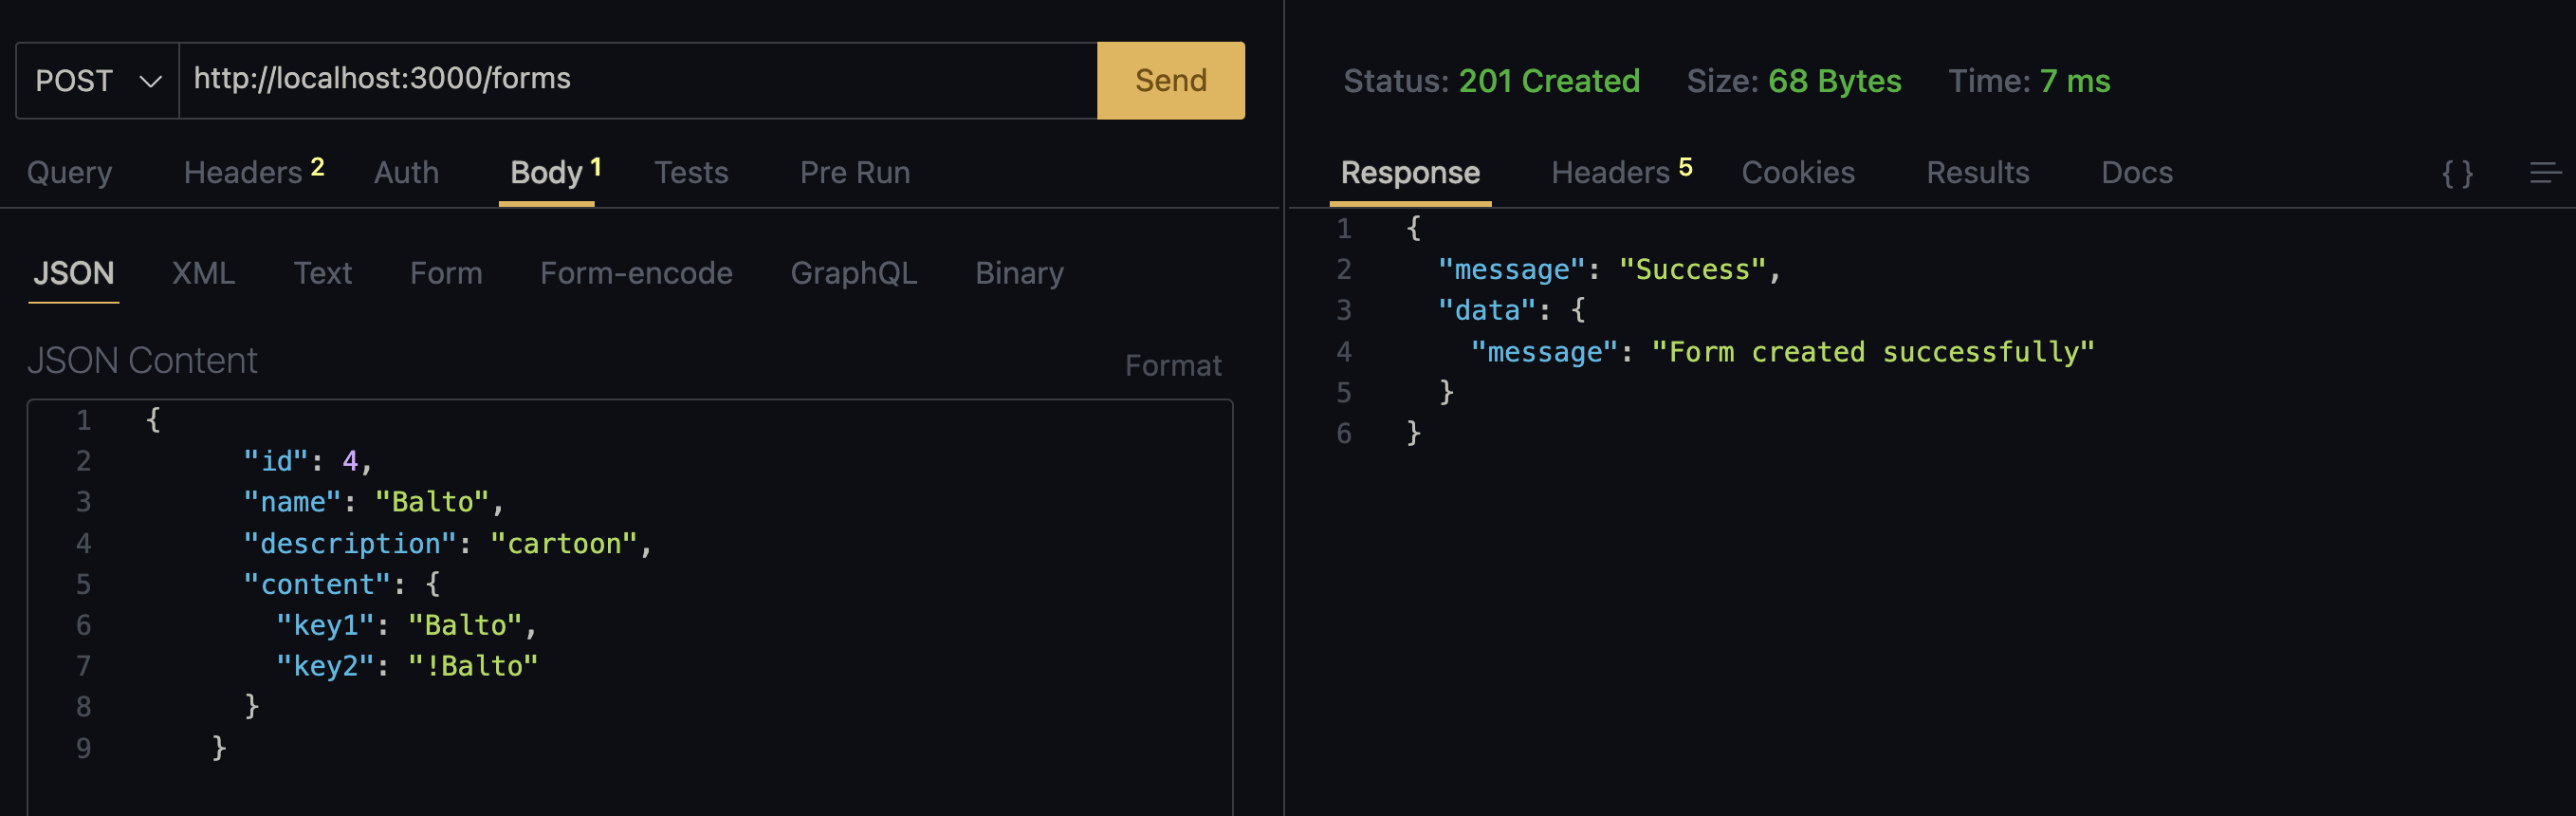 POST http://localhost:3000/forms Send
Query Headers 2 Auth Body 1 Tests Pre Run
JSON XML Text Form Form-encode GraphQL Binary
JSON Content Format
1 {
2 "id": 4,
3 "name": "Balto",
4 "description": "cartoon",
5 "content": {
6 "key1": "Balto",
7 "key2": "!Balto"
8 }
9 }
Status: 201 Created Size: 68 Bytes Time: 7 ms
Response Headers 5 Cookies Results Docs {}
1 {
2 "message": "Success",
3 "data": {
4 "message": "Form created successfully"
5 }
6 }